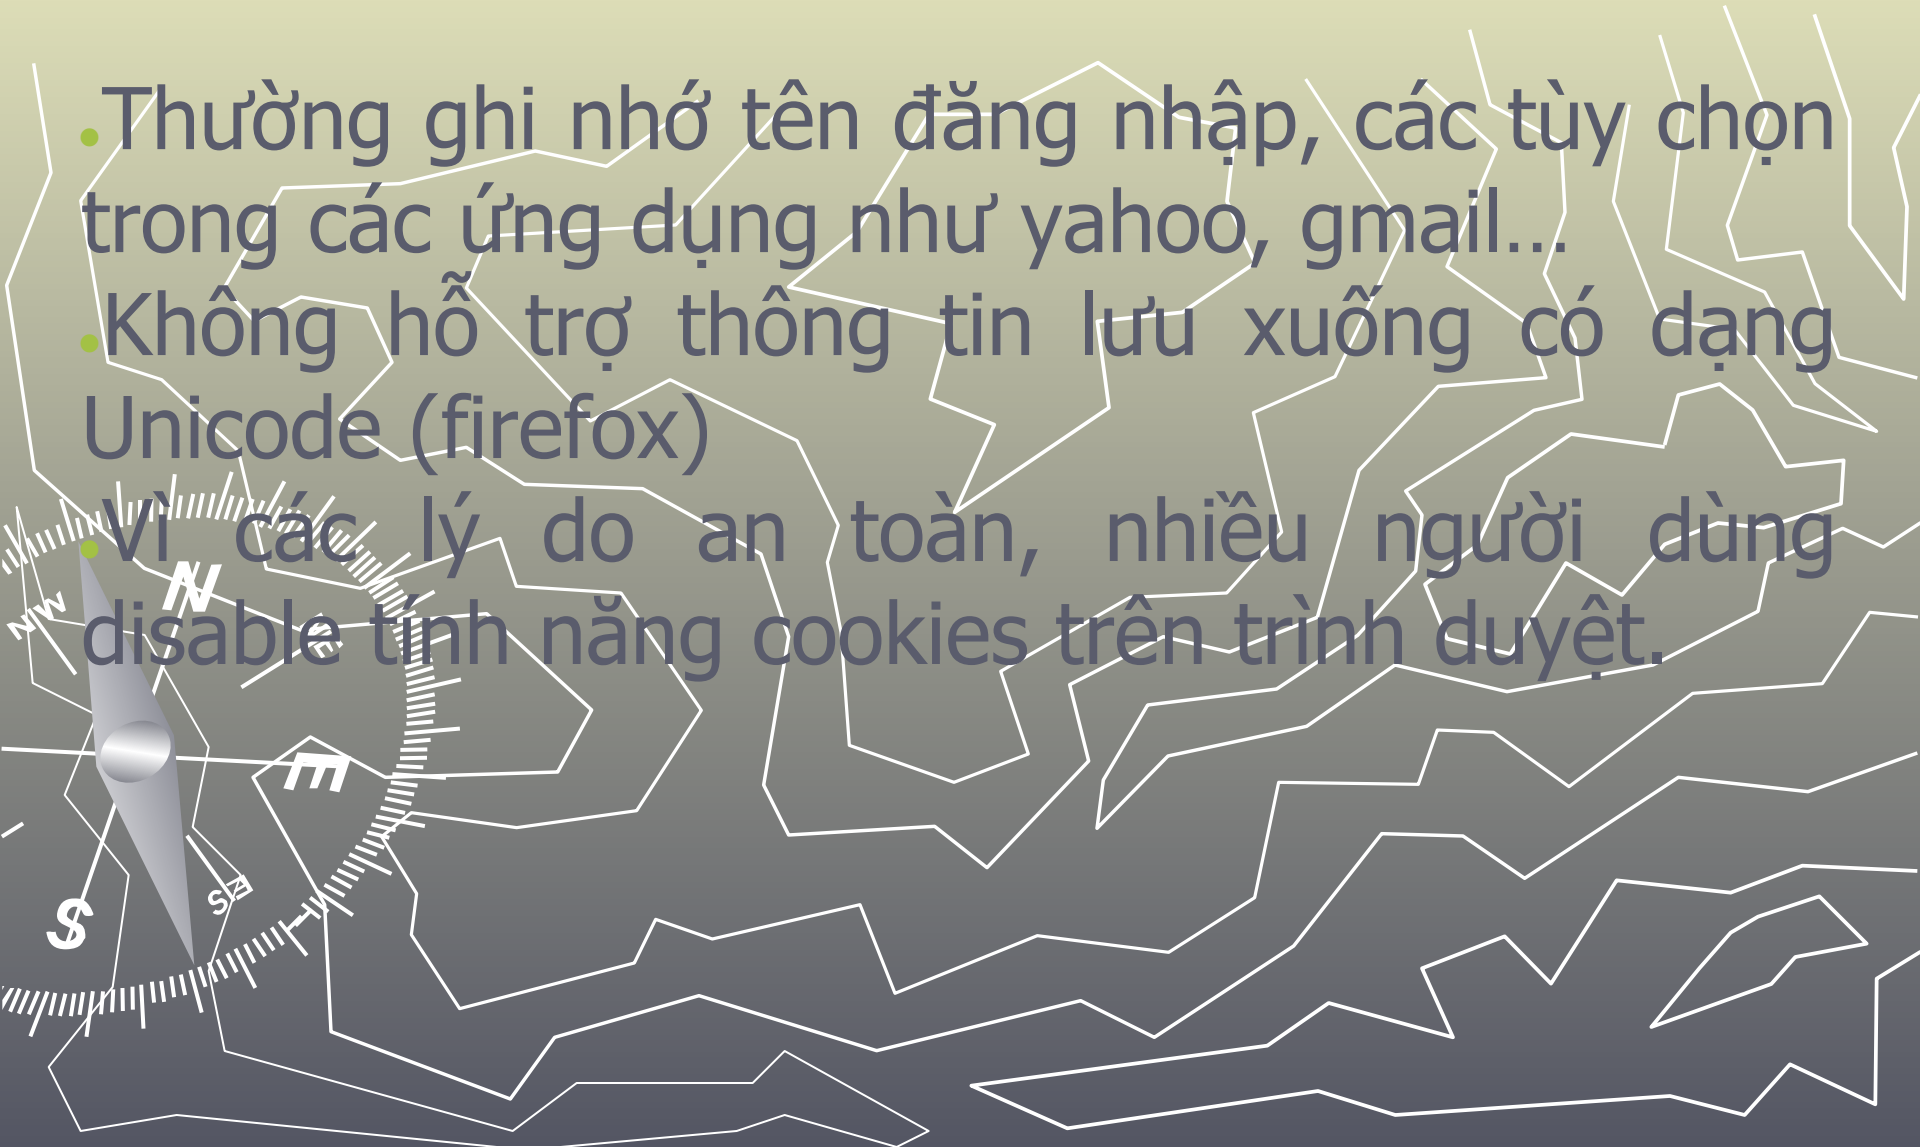 Thường ghi nhớ tên đăng nhập, các tùy chọn
trong các ứng dụng như yahoo, gmail...
Không hỗ trợ thông tin lưu xuống có dạng
Unicode (firefox)
Vì các lý do an toàn, nhiều người dùng
disable tính năng cookies trên trình duyệt.
N
NW
E
SE
S